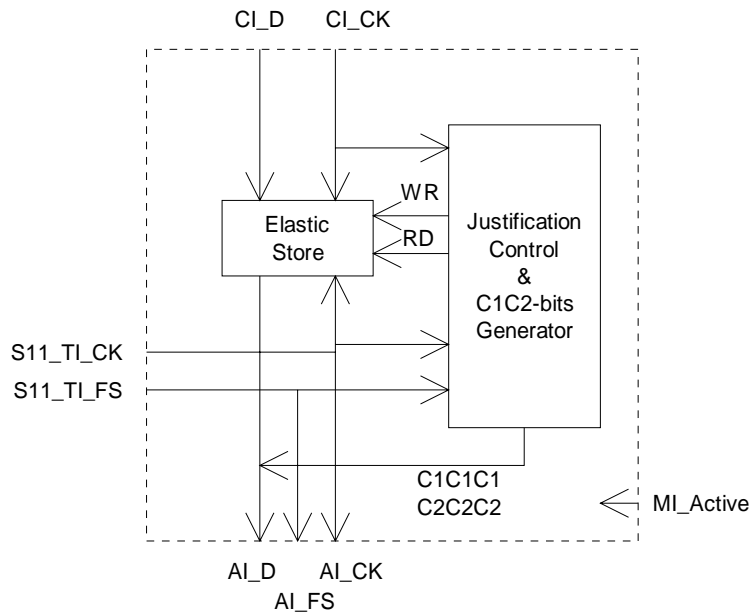 CI_D CI_CK
WR
Elastic
Store
RD
Justification
Control
&
C1C2-bits
Generator
S11_TI_CK
S11_TI_FS
C1C1C1
C2C2C2
MI_Active
AI_D AI_CK
AI_FS